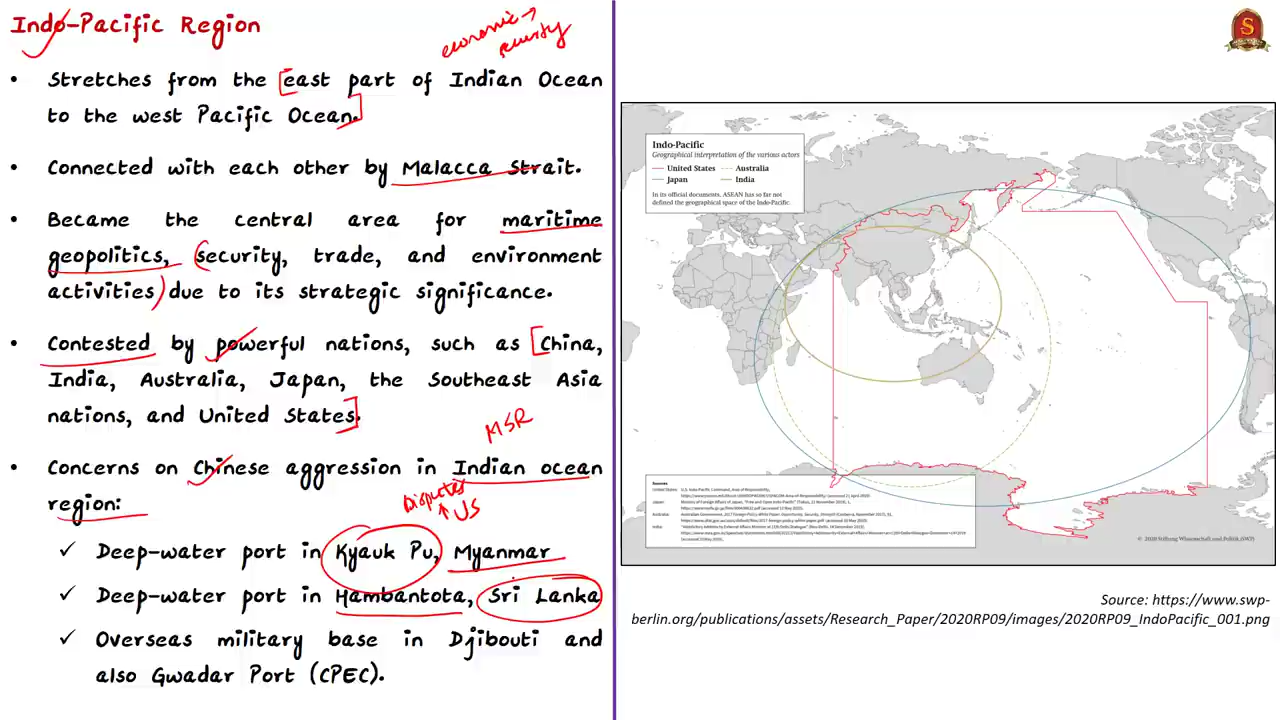 Indo-Pacific Region
economic → security
• Stretches from the [east part of Indian Ocean
to the west Pacific Ocean.]
• Connected with each other by Malacca Strait.
• Became the central area for maritime
geopolitics, (security, trade, and environment
activities) due to its strategic significance.
• Contested by powerful nations, such as [China,
India, Australia, Japan, the Southeast Asia
nations, and United States].
MSR
• Concerns on Chinese aggression in Indian ocean
region:
Disputes
↑ US
✓ Deep-water port in Kyauk Pu, Myanmar
✓ Deep-water port in Hambantota, Sri Lanka
✓ Overseas military base in Djibouti and
also Gwadar Port (CPEC).
S
Indo-Pacific
Geographical interpretation of the various actors
United States Australia
Japan India
In its official documents, ASEAN has so far not
defined the geographical space of the Indo-Pacific.
Sources
United States:
Japan:
Australia:
India:
© 2020 Stiftung Wissenschaft und Politik (SWP)
Source: https://www.swp-
berlin.org/publications/assets/Research_Paper/2020RP09/images/2020RP09_IndoPacific_001.png